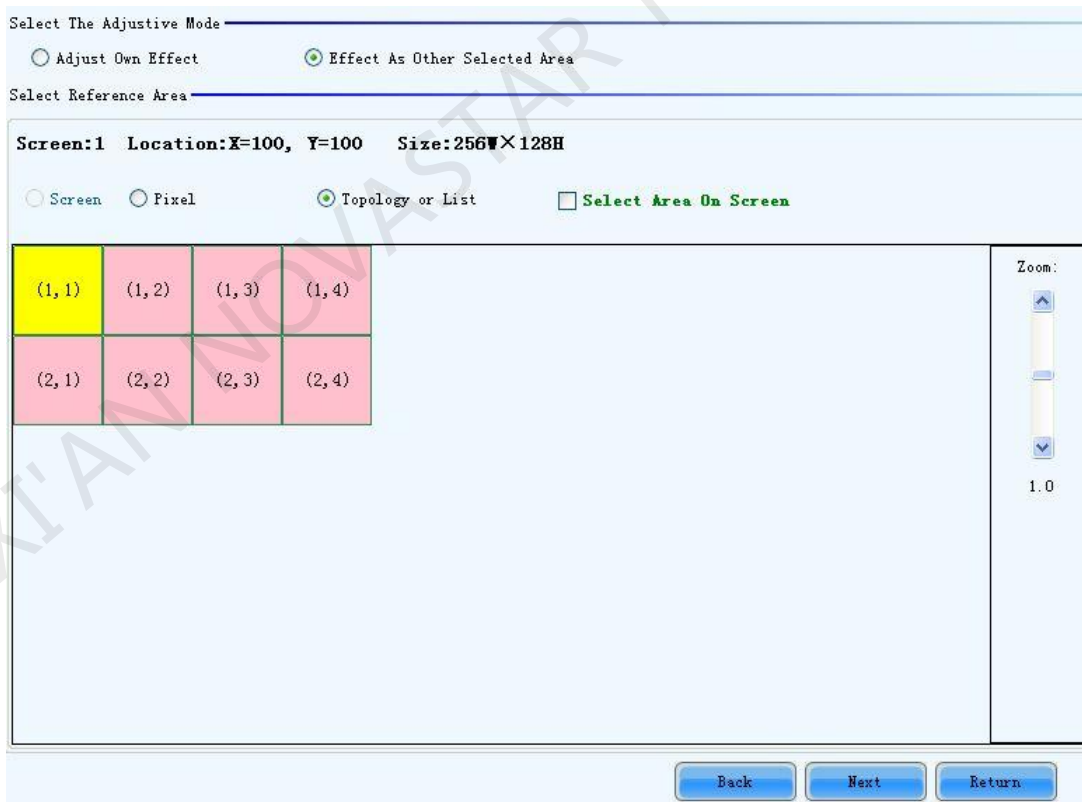 Select The Adjustive Mode
Adjust Own Effect Effect As Other Selected Area
Select Reference Area
Screen:1 Location:X=100, Y=100 Size:256W×128H
Screen Pixel Topology or List Select Area On Screen
(1, 1) (1, 2) (1, 3) (1, 4)
Zoom:
(2, 1) (2, 2) (2, 3) (2, 4)
1.0
Back Next Return
XI'AN NOVASTAR